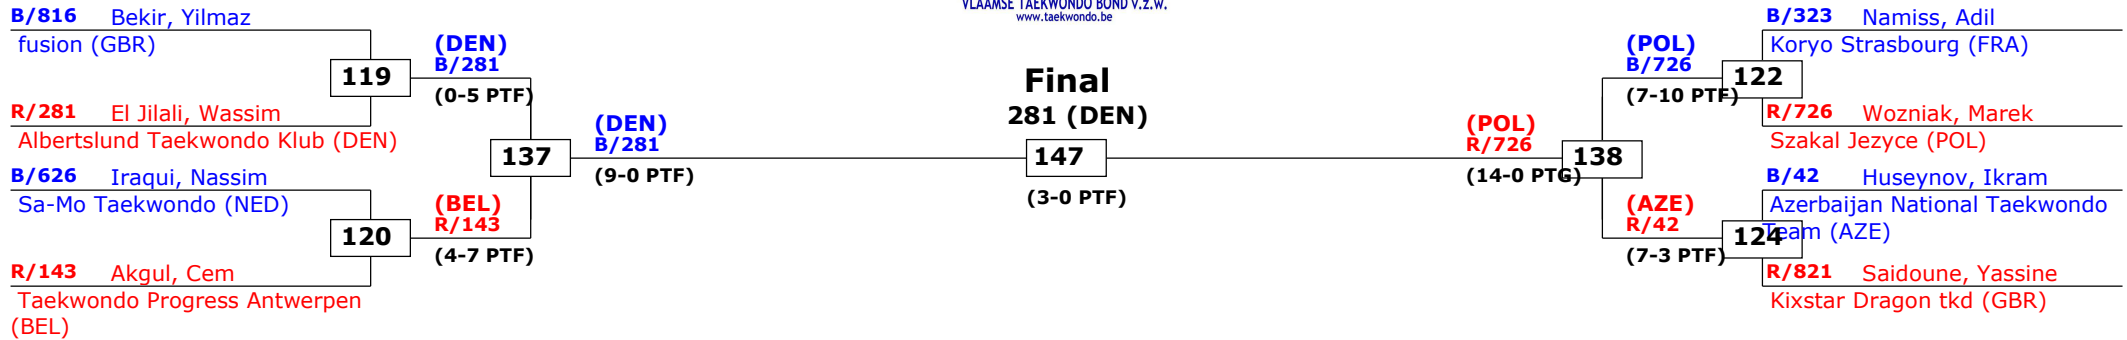 VLAAMSE TAEKWONDO BOND V.Z.W.
www.taekwondo.be
B/816 Bekir, Yilmaz
fusion (GBR)
119
R/281 El Jilali, Wassim
Albertslund Taekwondo Klub (DEN)
(DEN)
B/281
(0-5 PTF)
B/626 Iraqui, Nassim
Sa-Mo Taekwondo (NED)
120
R/143 Akgul, Cem
Taekwondo Progress Antwerpen
(BEL)
(BEL)
R/143
(4-7 PTF)
137
(DEN)
B/281
(9-0 PTF)
Final
281 (DEN)
147
(3-0 PTF)
(POL)
R/726
(14-0 PTG)
138
(POL)
B/726
(7-10 PTF)
122
B/323 Namiss, Adil
Koryo Strasbourg (FRA)
R/726 Wozniak, Marek
Szakal Jezyce (POL)
(AZE)
R/42
(7-3 PTF)
124
B/42 Huseynov, Ikram
Azerbaijan National Taekwondo
Team (AZE)
R/821 Saidoune, Yassine
Kixstar Dragon tkd (GBR)